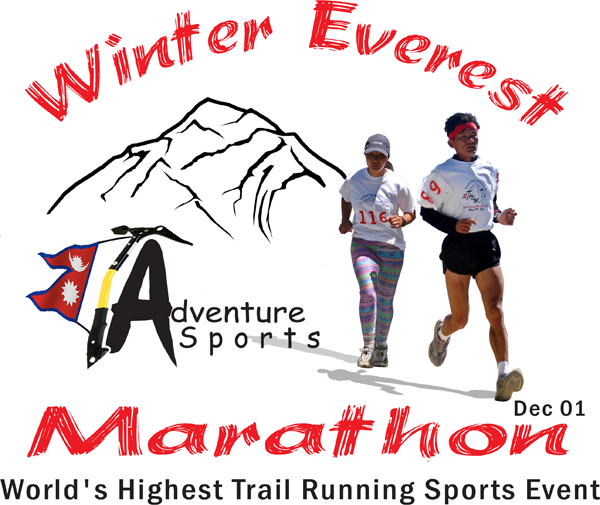 Winter Everest
116
Adventure
Sports
Dec 01
Marathon
World's Highest Trail Running Sports Event